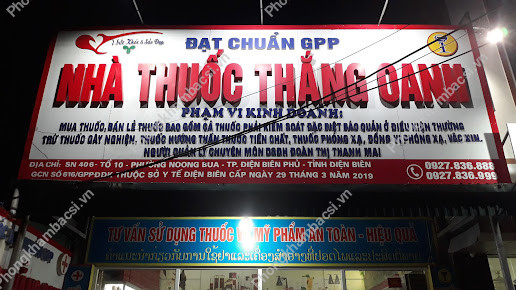 Vì Sức Khỏe & Sắc Đẹp
ĐẠT CHUẨN GPP
NHÀ THUỐC THẮNG OANH
PHẠM VI KINH DOANH:
MUA THUỐC, BÁN LẺ THUỐC BAO GỒM CẢ THUỐC PHẢI KIỂM SOÁT ĐẶC BIỆT BẢO QUẢN Ở ĐIỀU KIỆN THƯỜNG
TRỪ THUỐC GÂY NGHIỆN, THUỐC HƯỚNG THẦN THUỐC TIỀN CHẤT, THUỐC PHÓNG XẠ, ĐỒNG VỊ PHÓNG XẠ, VẮC XIN.
NGƯỜI QUẢN LÝ CHUYÊN MÔN DSĐH ĐOÀN THỊ THANH MAI
ĐỊA CHỈ: SN 406 - TỔ 10 - PHƯỜNG NOONG BUA - TP. ĐIỆN BIÊN PHỦ - TỈNH ĐIỆN BIÊN
0927.836.888
GCN SỐ 616/GPP ĐDK THUỐC SỞ Y TẾ ĐIỆN BIÊN CẤP NGÀY 29 THÁNG 3 NĂM 2019
0927.836.999
TƯ VẤN SỬ DỤNG THUỐC MỸ PHẨM AN TOÀN - HIỆU QUẢ
phongkhambacsi.vn